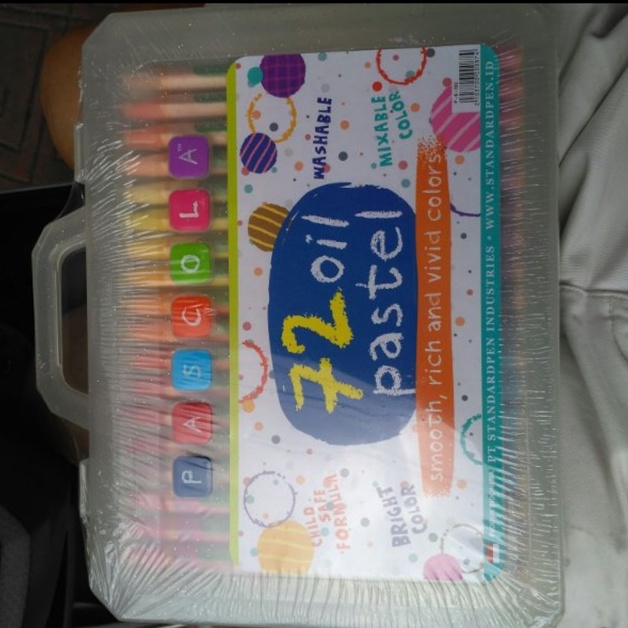 PASCOLA™
CHILD
SAFE
FORMULA
WASHABLE
72 oil
pastel
BRIGHT
COLOR
MIXABLE
COLOR
smooth, rich and vivid colors
PT STANDARDPEN INDUSTRIES • WWW.STANDARDPEN.ID